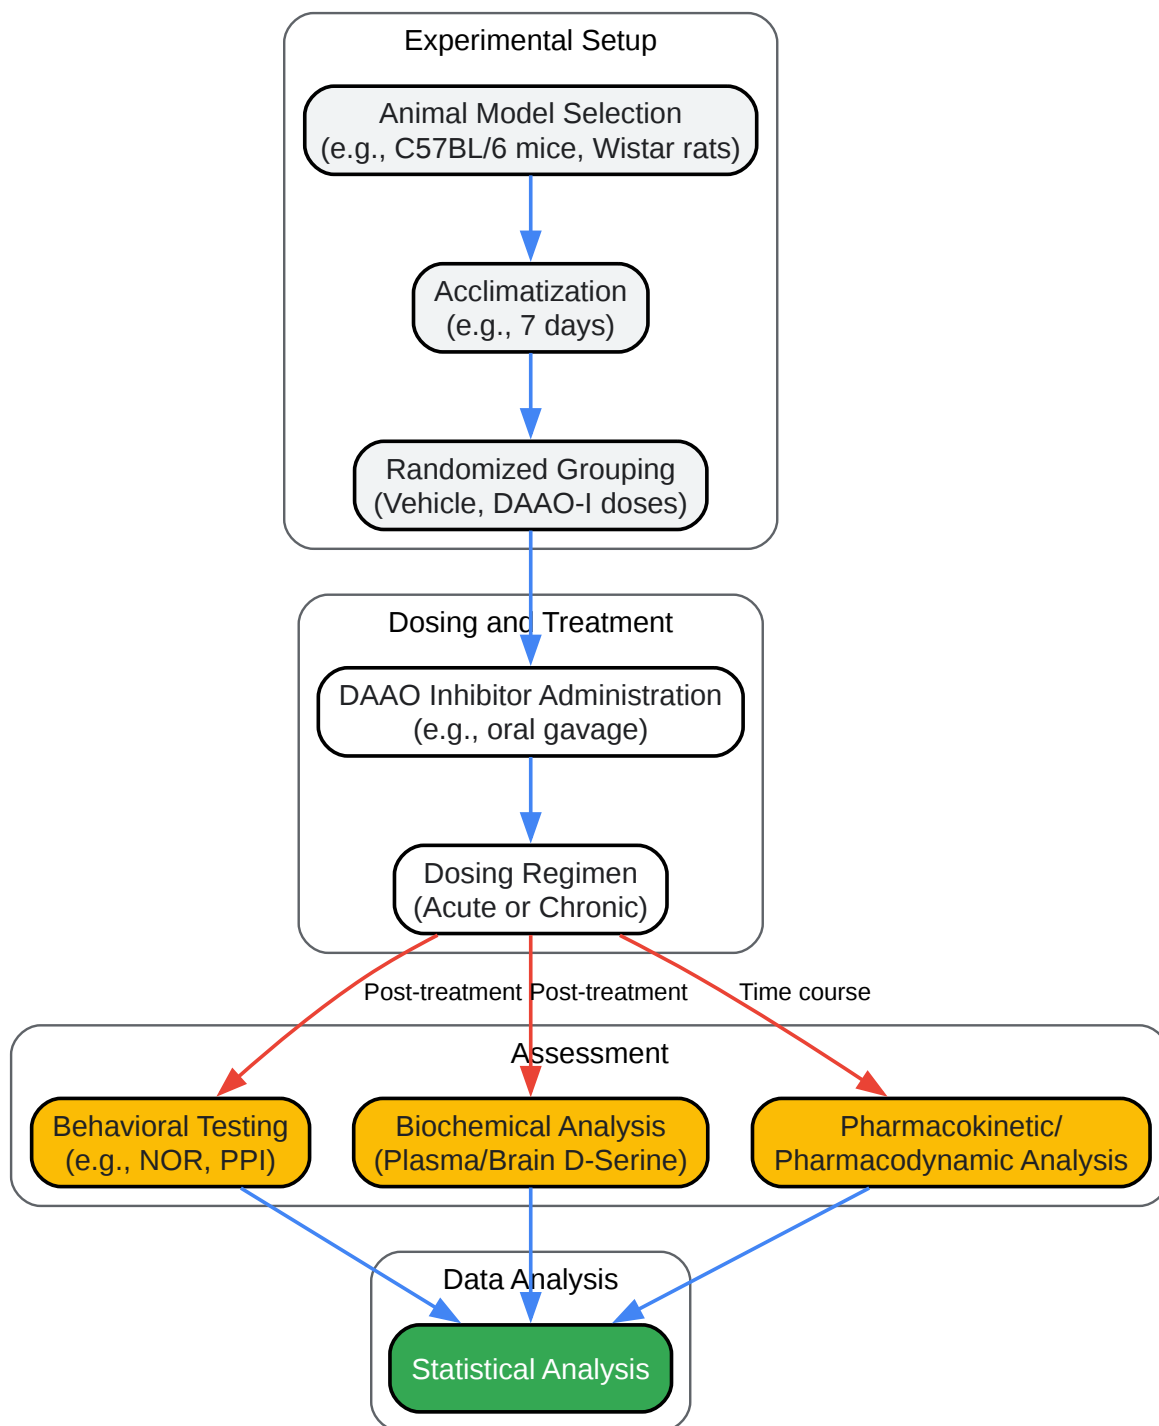 Experimental Setup
Animal Model Selection
(e.g., C57BL/6 mice, Wistar rats)
Acclimatization
(e.g., 7 days)
Randomized Grouping
(Vehicle, DAAO-I doses)
Dosing and Treatment
DAAO Inhibitor Administration
(e.g., oral gavage)
Dosing Regimen
(Acute or Chronic)
Post-treatment
Post-treatment
Time course
Assessment
Behavioral Testing
(e.g., NOR, PPI)
Biochemical Analysis
(Plasma/Brain D-Serine)
Pharmacokinetic/
Pharmacodynamic Analysis
Data Analysis
Statistical Analysis